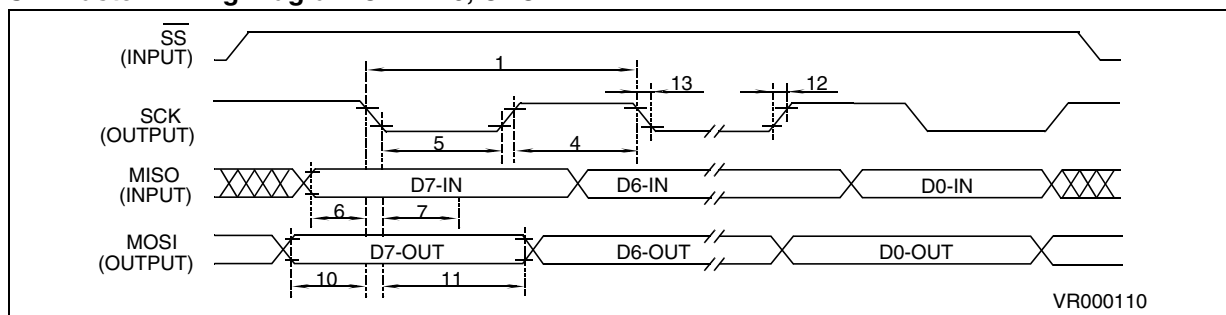 SS
(INPUT)
1
13
12
SCK
(OUTPUT)
5
4
MISO
(INPUT)
D7-IN
D6-IN
D0-IN
6
7
MOSI
(OUTPUT)
D7-OUT
D6-OUT
D0-OUT
10
11
VR000110